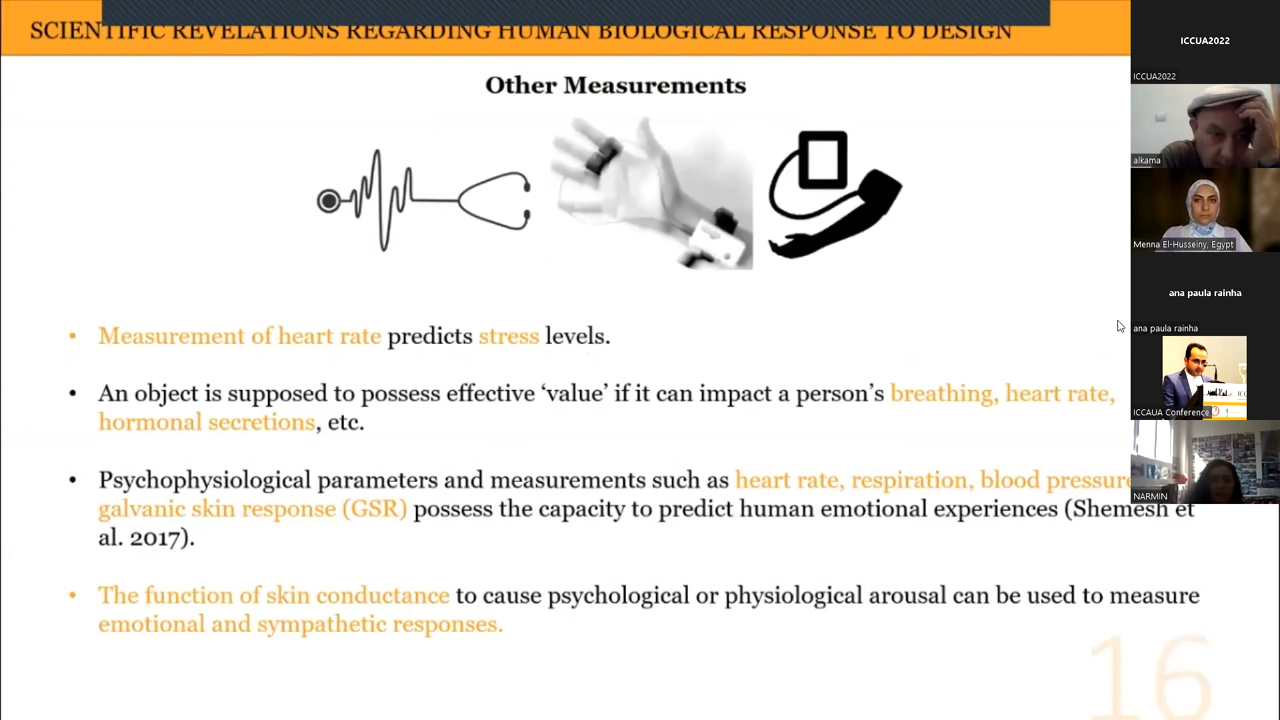 SCIENTIFIC REVELATIONS REGARDING HUMAN BIOLOGICAL RESPONSE TO DESIGN
Other Measurements
• Measurement of heart rate predicts stress levels.
• An object is supposed to possess effective ‘value’ if it can impact a person’s breathing, heart rate,
hormonal secretions, etc.
• Psychophysiological parameters and measurements such as heart rate, respiration, blood pressure
galvanic skin response (GSR) possess the capacity to predict human emotional experiences (Shemesh et
al. 2017).
• The function of skin conductance to cause psychological or physiological arousal can be used to measure
emotional and sympathetic responses.
16
ICCUA2022
ICCUA2022
alkama
Menna El-Husseiny, Egypt
ana paula rainha
ana paula rainha
ICCAUA Conference
NARMIN